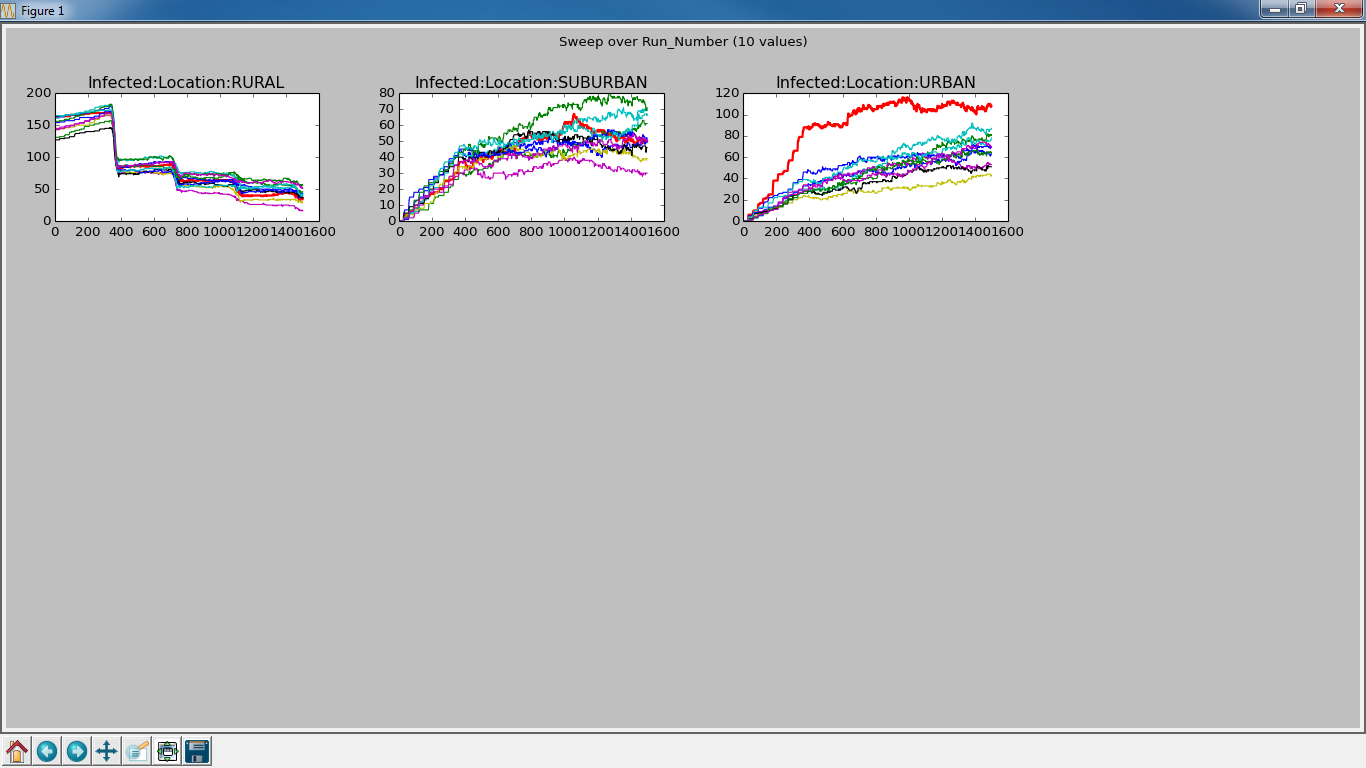 Figure 1
Sweep over Run_Number (10 values)
Infected:Location:RURAL
Infected:Location:SUBURBAN
Infected:Location:URBAN
200
150
100
50
0
0 200 400 600 800 1000 1200 1400 1600
80
70
60
50
40
30
20
10
0
0 200 400 600 800 1000 1200 1400 1600
120
100
80
60
40
20
0
0 200 400 600 800 1000 1200 1400 1600